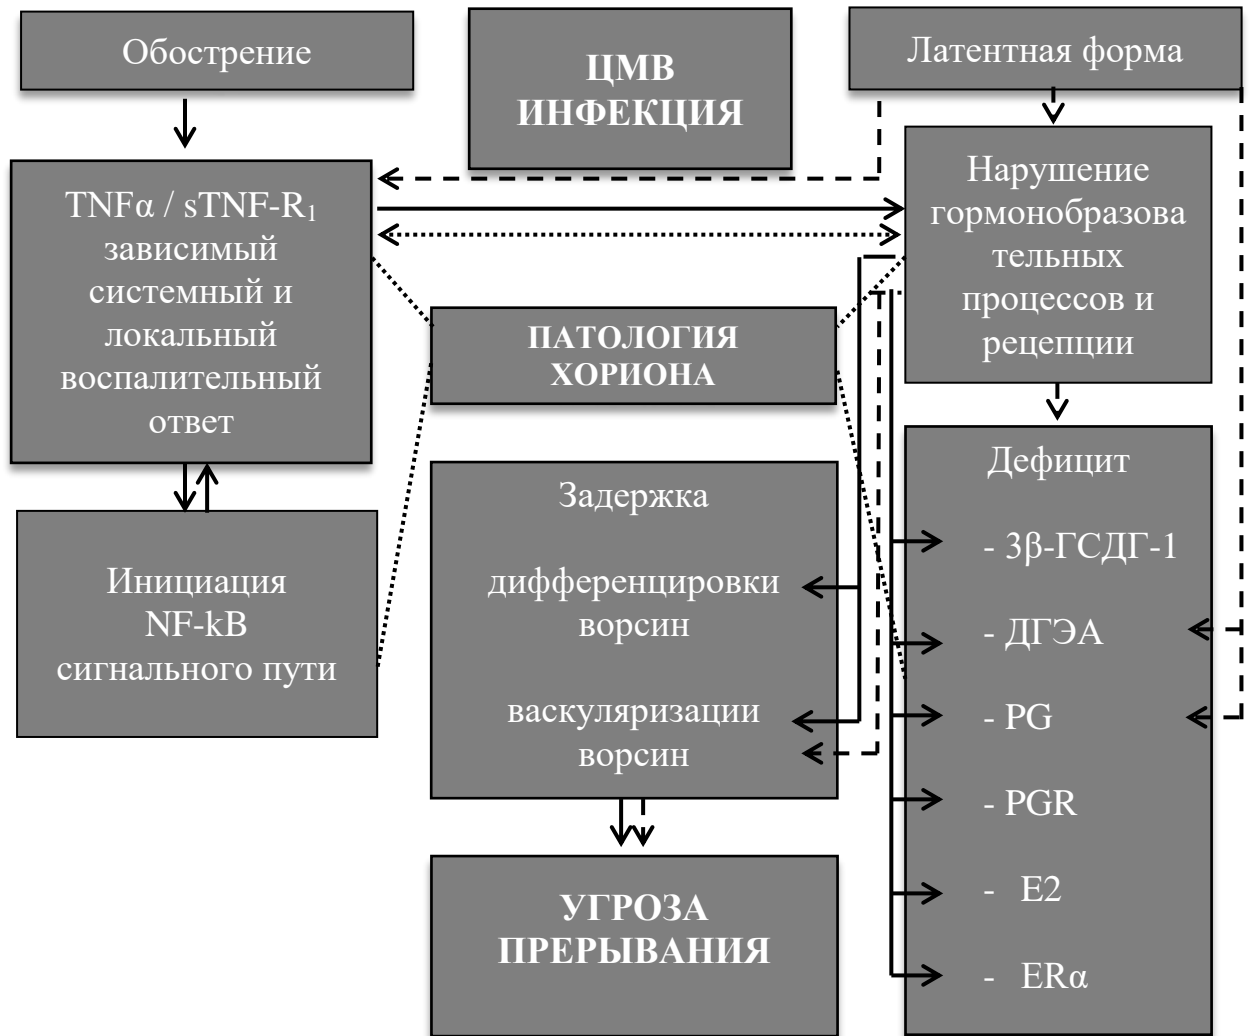 Обострение
ЦМВ
ИНФЕКЦИЯ
Латентная форма
TNFα / sTNF-R₁
зависимый
системный и
локальный
воспалительный
ответ
Нарушение
гормонобразова
тельных
процессов и
рецепции
ПАТОЛОГИЯ
ХОРИОНА
Инициация
NF-kB
сигнального пути
Задержка
дифференцировки
ворсин
васкуляризации
ворсин
Дефицит
- 3β-ГСДГ-1
- ДГЭА
- PG
- PGR
- E2
- ERα
УГРОЗА
ПРЕРЫВАНИЯ